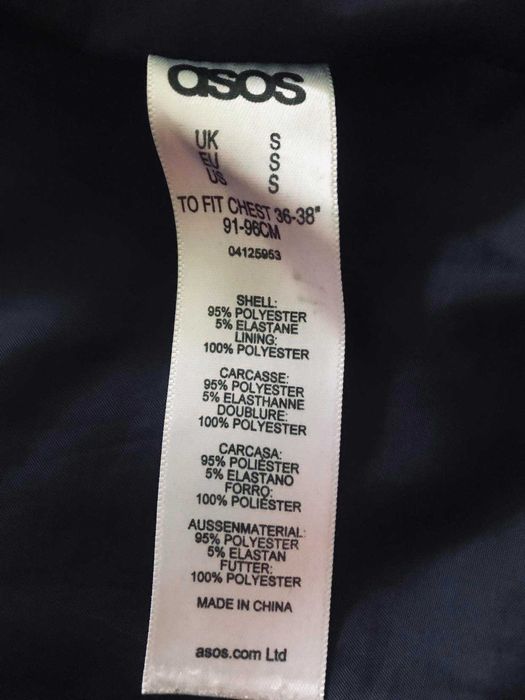 asos
UK S
EU S
US S
TO FIT CHEST 36-38"
91-96CM
04125953
SHELL:
95% POLYESTER
5% ELASTANE
LINING:
100% POLYESTER
CARCASSE:
95% POLYESTER
5% ELASTHANNE
DOUBLURE:
100% POLYESTER
CARCASA:
95% POLIÉSTER
5% ELASTANO
FORRO:
100% POLIÉSTER
AUSSENMATERIAL:
95% POLYESTER
5% ELASTAN
FUTTER:
100% POLYESTER
MADE IN CHINA
asos.com Ltd